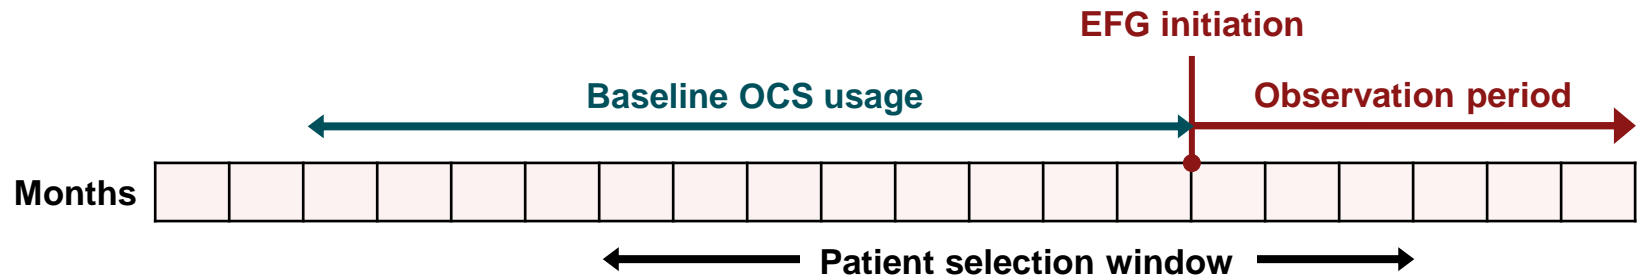 EFG initiation
Baseline OCS usage
Observation period
Months
Patient selection window